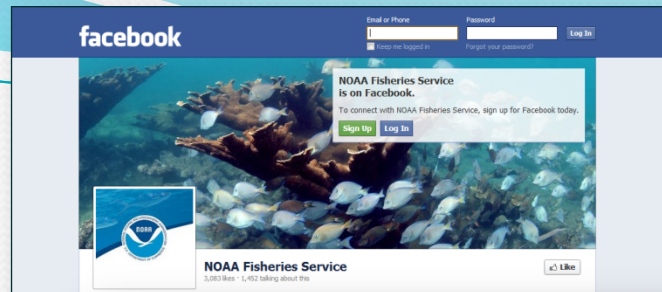 facebook
Email or Phone
Password
Log In
Keep me logged in
Forgot your password?
NOAA Fisheries Service
is on Facebook.
To connect with NOAA Fisheries Service, sign up for Facebook today.
Sign Up
Log In
NOAA
NOAA Fisheries Service
Like
3,083 likes · 1,452 talking about this